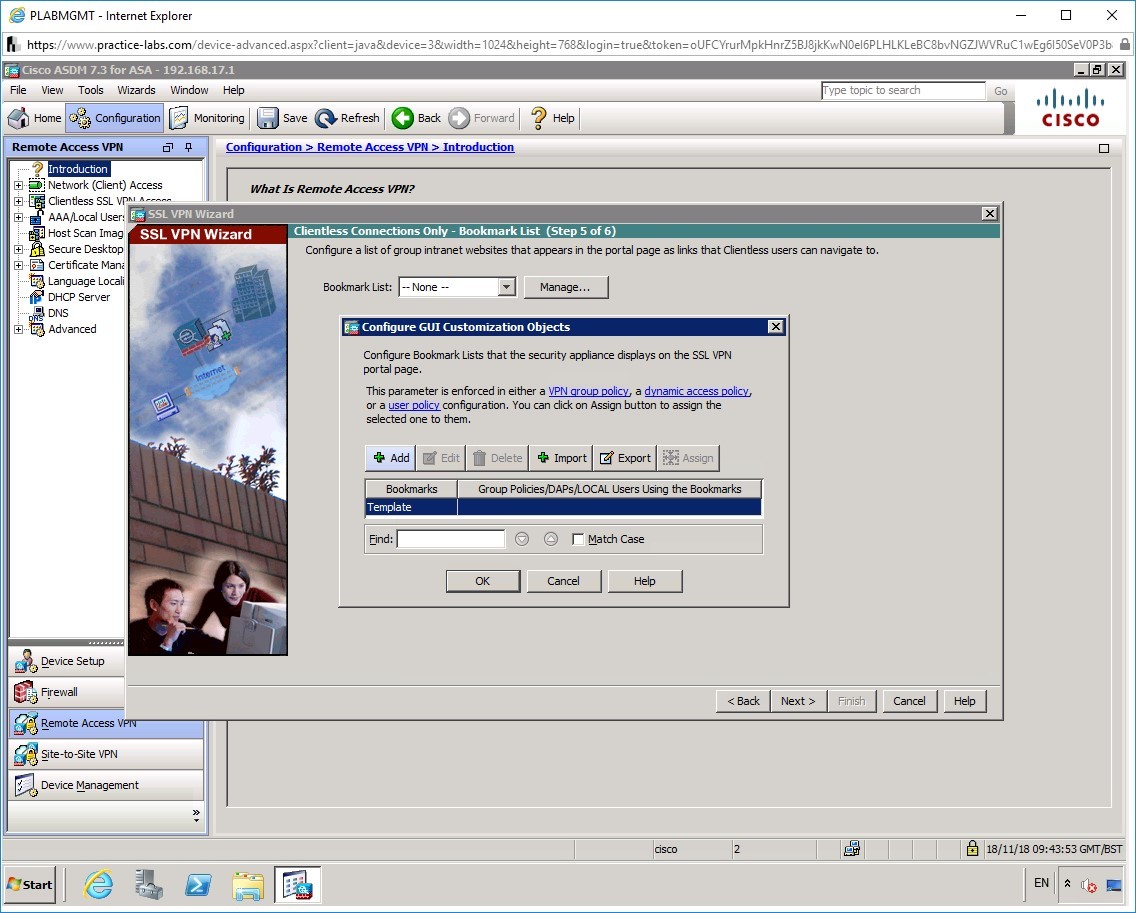 PLABMGMT - Internet Explorer
https://www.practice-labs.com/device-advanced.aspx?client=java&device=3&width=1024&height=768&login=true&token=oUFCYrurMpkHnrZ5BJ8jkKwN0eI6PLHLKLeBC8bvNGZJWVRuC1wEg6I50SeV0P3b
Cisco ASDM 7.3 for ASA - 192.168.17.1
File View Tools Wizards Window Help
Type topic to search Go
Home Configuration Monitoring Save Refresh Back Forward Help
CISCO
Remote Access VPN
Configuration > Remote Access VPN > Introduction
Introduction
Network (Client) Access
Clientless SSL VPN Access
AAA/Local Users
Host Scan Imag
Secure Desktop
Certificate Mana
Language Locali
DHCP Server
DNS
Advanced
What Is Remote Access VPN?
SSL VPN Wizard
SSL VPN Wizard
Clientless Connections Only - Bookmark List (Step 5 of 6)
Configure a list of group intranet websites that appears in the portal page as links that Clientless users can navigate to.
Bookmark List: -- None -- Manage...
Internet
Configure GUI Customization Objects
Configure Bookmark Lists that the security appliance displays on the SSL VPN
portal page.
This parameter is enforced in either a VPN group policy, a dynamic access policy,
or a user policy configuration. You can click on Assign button to assign the
selected one to them.
Add Edit Delete Import Export Assign
Bookmarks Group Policies/DAPs/LOCAL Users Using the Bookmarks
Template
Find: Match Case
OK Cancel Help
< Back Next > Finish Cancel Help
Device Setup
Firewall
Remote Access VPN
Site-to-Site VPN
Device Management
cisco 2 18/11/18 09:43:53 GMT/BST
Start EN